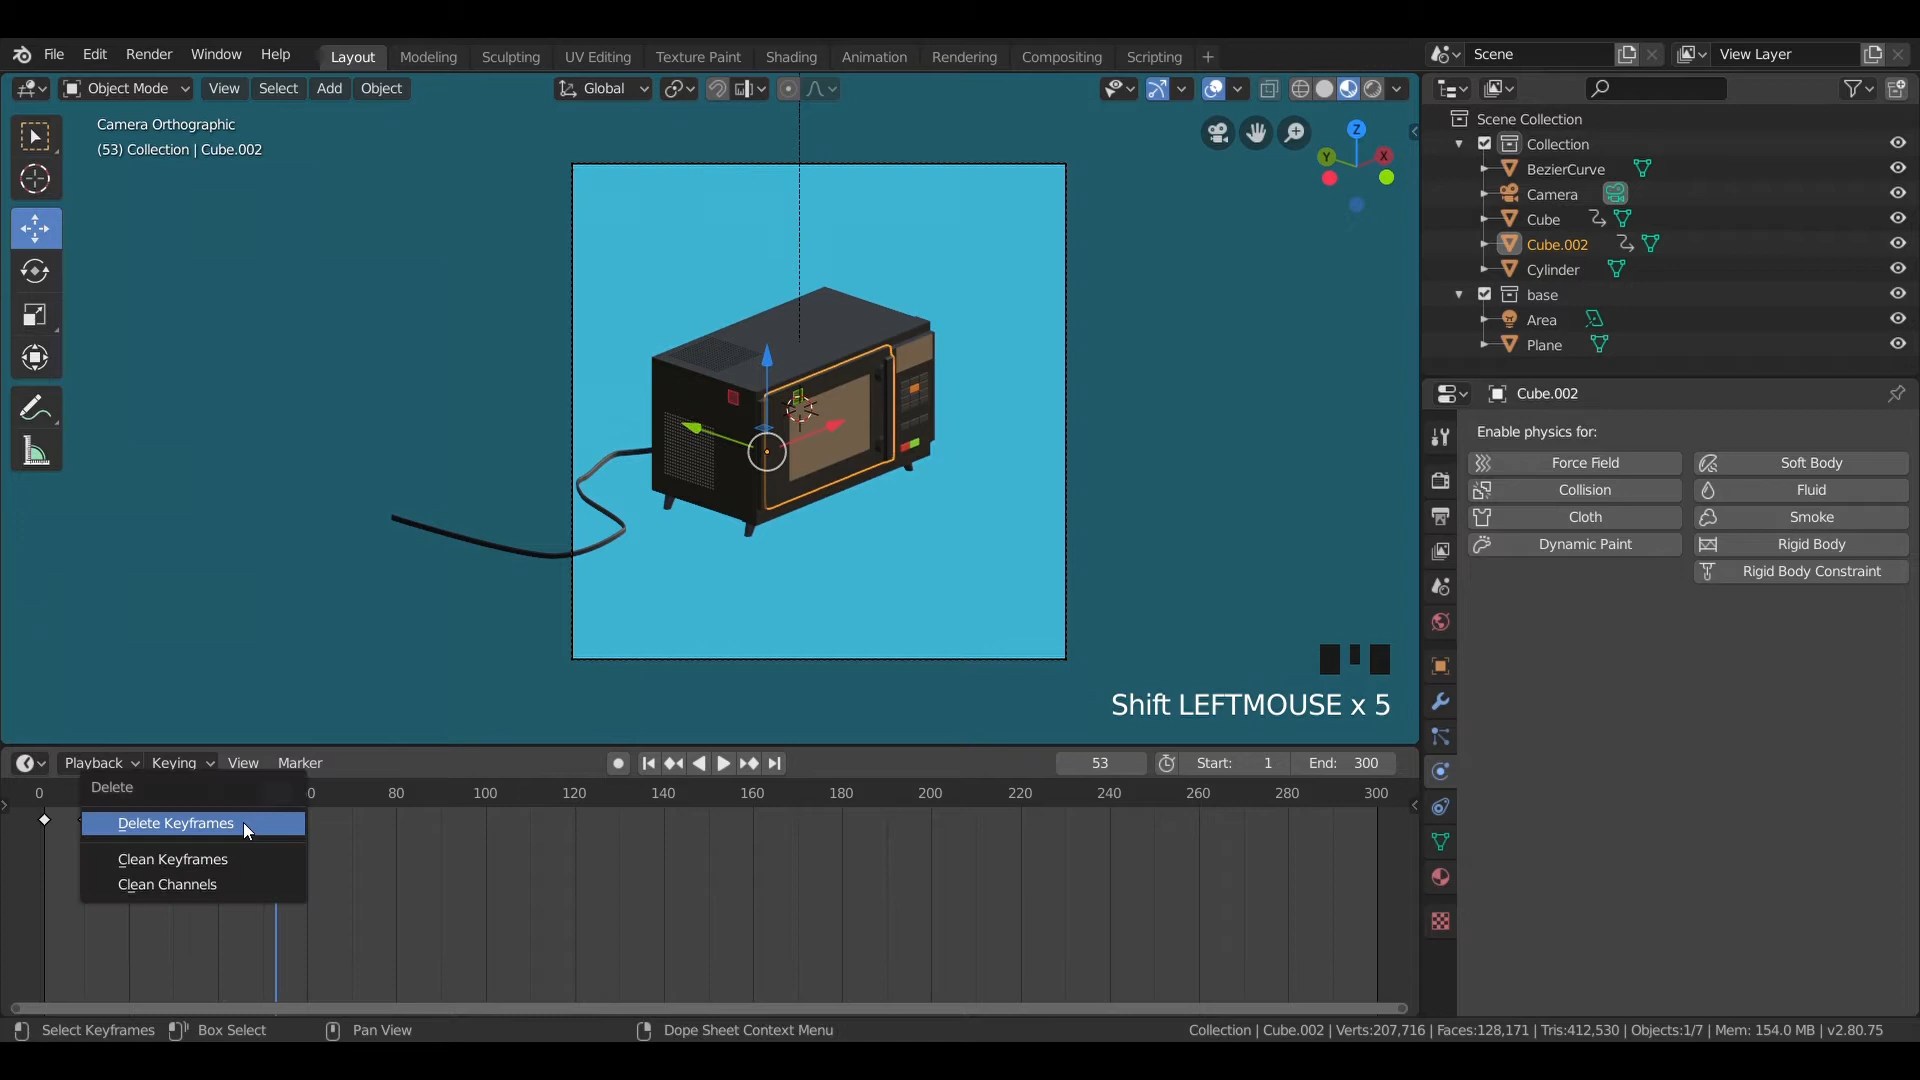 File Edit Render Window Help Layout Modeling Sculpting UV Editing Texture Paint Shading Animation Rendering Compositing Scripting + Scene View Layer
Object Mode View Select Add Object Global
Camera Orthographic
(53) Collection | Cube.002
Z
Y
X
Scene Collection
Collection
BezierCurve
Camera
Cube
Cube.002
Cylinder
base
Area
Plane
Cube.002
Enable physics for:
Force Field Soft Body
Collision Fluid
Cloth Smoke
Dynamic Paint Rigid Body
Rigid Body Constraint
Shift LEFTMOUSE x 5
Playback Keying View Marker 53 Start: 1 End: 300
0 80 100 120 140 160 180 200 220 240 260 280 300
Delete
Delete Keyframes
Clean Keyframes
Clean Channels
Select Keyframes Box Select Pan View Dope Sheet Context Menu Collection | Cube.002 | Verts:207,716 | Faces:128,171 | Tris:412,530 | Objects:1/7 | Mem: 154.0 MB | v2.80.75